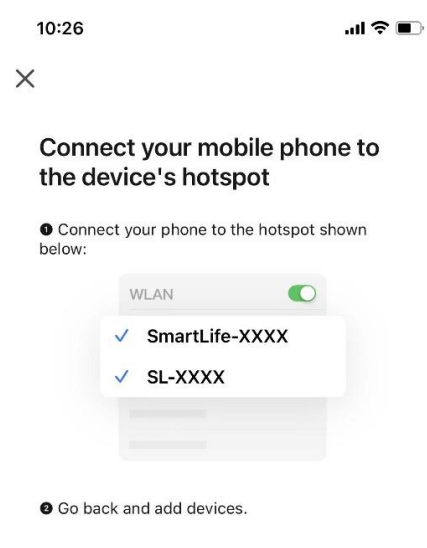 10:26
Connect your mobile phone to
the device's hotspot
❶ Connect your phone to the hotspot shown
below:
WLAN
SmartLife-XXXX
SL-XXXX
❷ Go back and add devices.